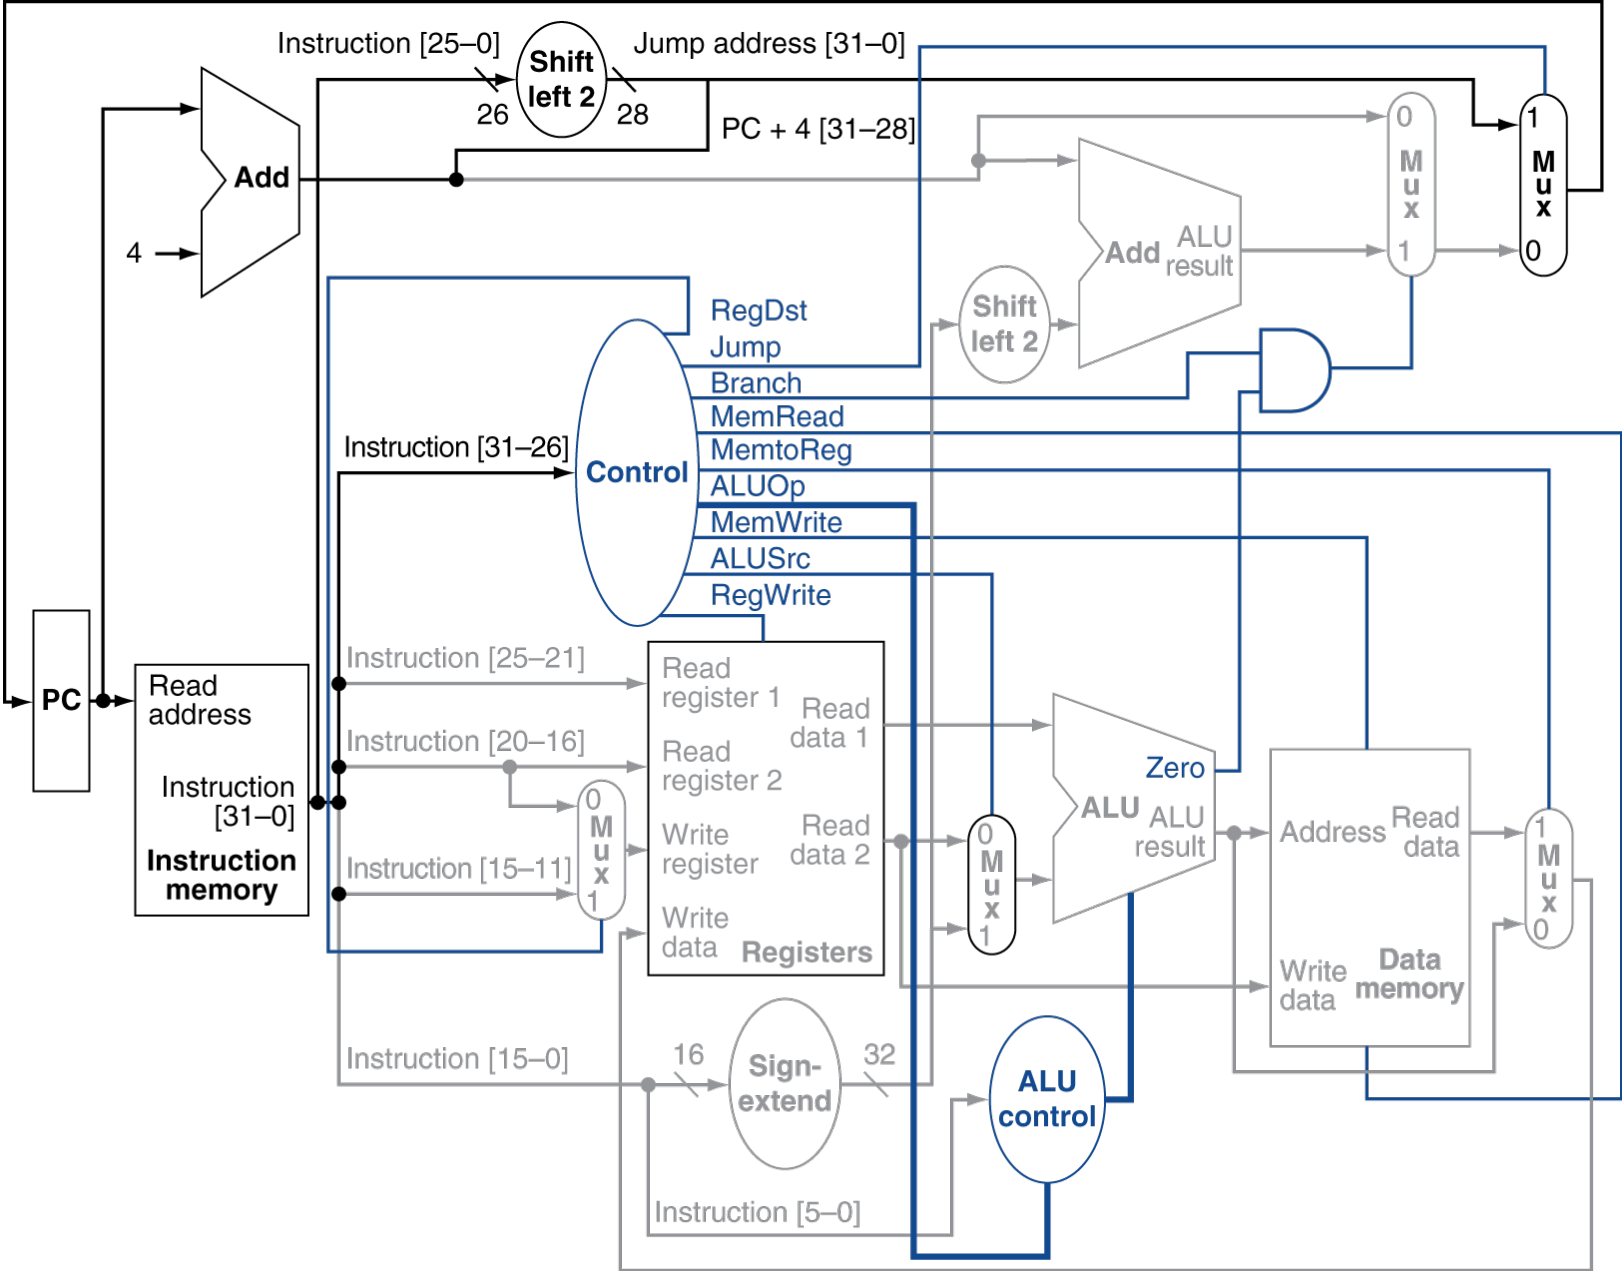 Instruction [25–0]
Shift
left 2
Jump address [31–0]
26
28
PC + 4 [31–28]
Add
4
0
M
u
x
1
1
M
u
x
0
Add
ALU
result
Shift
left 2
RegDst
Jump
Branch
MemRead
MemtoReg
ALUOp
MemWrite
ALUSrc
RegWrite
Instruction [31–26]
Control
PC
Read
address
Instruction
[31–0]
Instruction
memory
Instruction [25–21]
Instruction [20–16]
Instruction [15–11]
0
M
u
x
1
Read
register 1
Read
register 2
Write
register
Write
data
Read
data 1
Read
data 2
Registers
0
M
u
x
1
Zero
ALU
ALU
result
Address
Read
data
Write
data
Data
memory
1
M
u
x
0
Instruction [15–0]
16
Sign-
extend
32
ALU
control
Instruction [5–0]